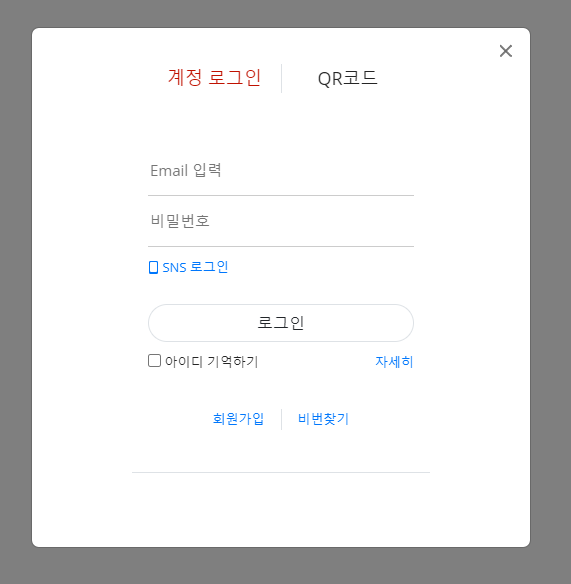 계정 로그인 QR코드
Email 입력
비밀번호
SNS 로그인
로그인
아이디 기억하기 자세히
회원가입 비번찾기